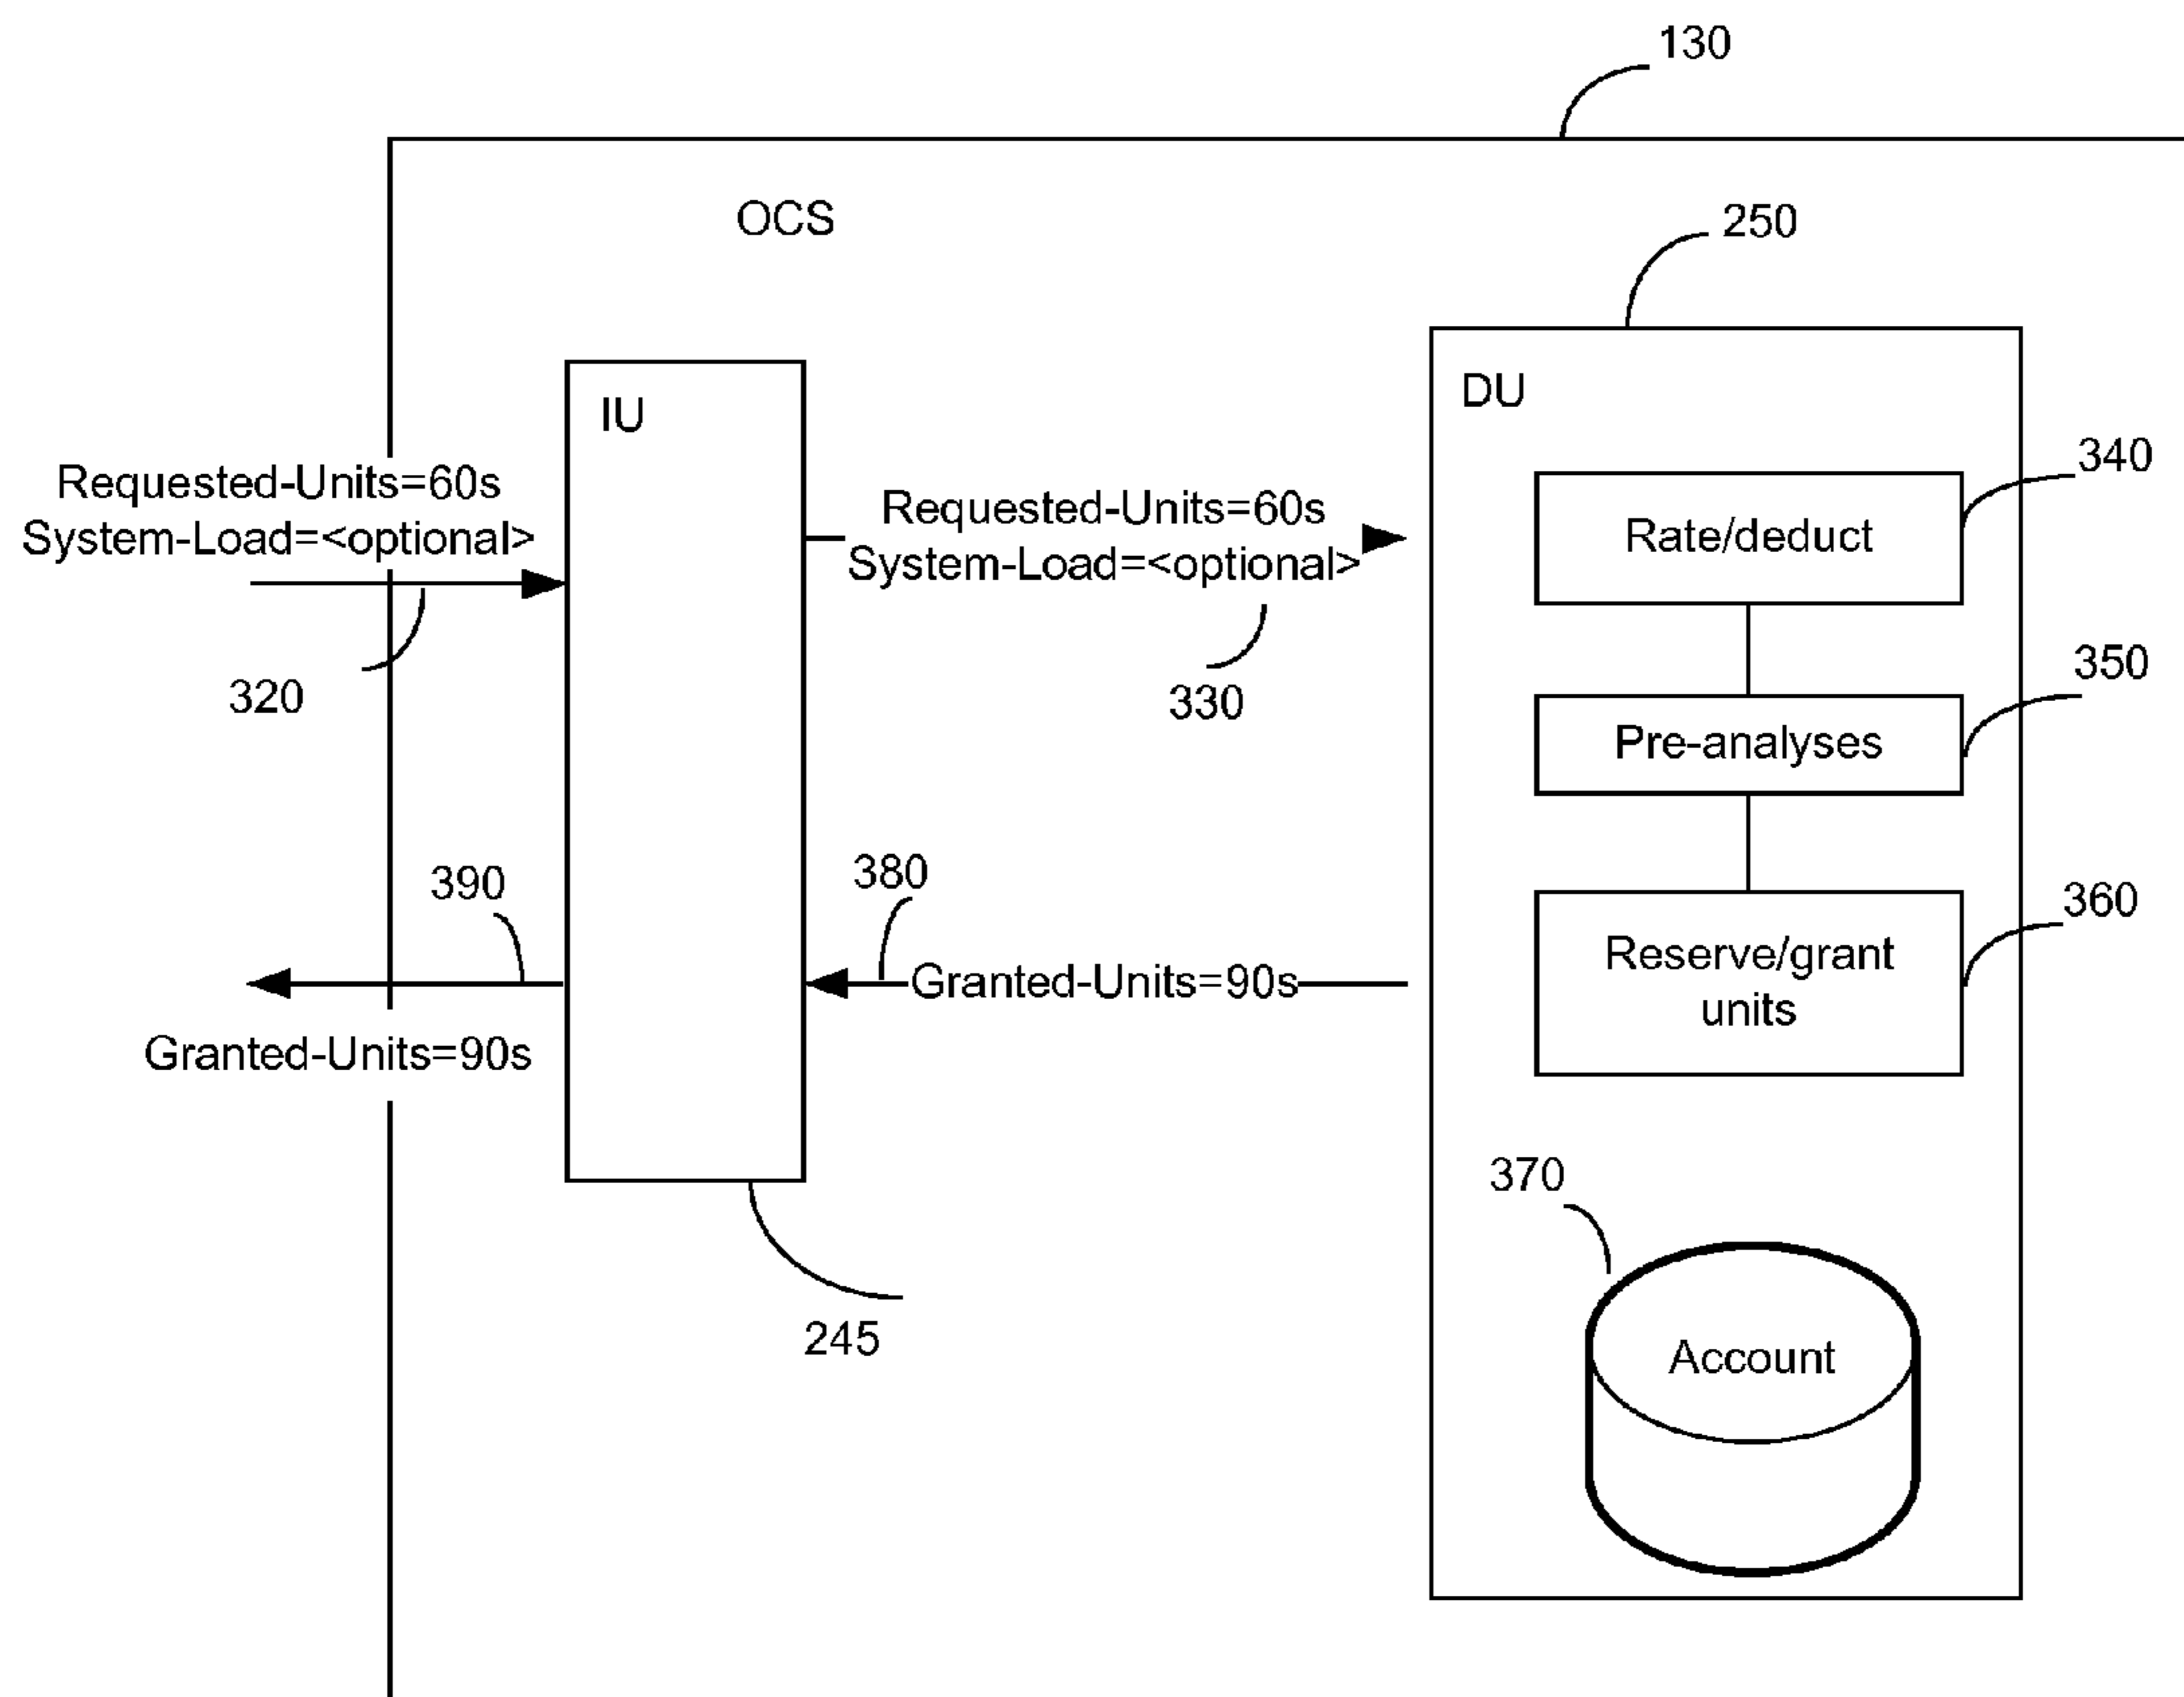 130
OCS
250
IU
DU
Requested-Units=60s
System-Load=<optional>
320
Requested-Units=60s
System-Load=<optional>
330
340
Rate/deduct
350
Pre-analyses
360
Reserve/grant
units
390
380
Granted-Units=90s
Granted-Units=90s
370
Account
245